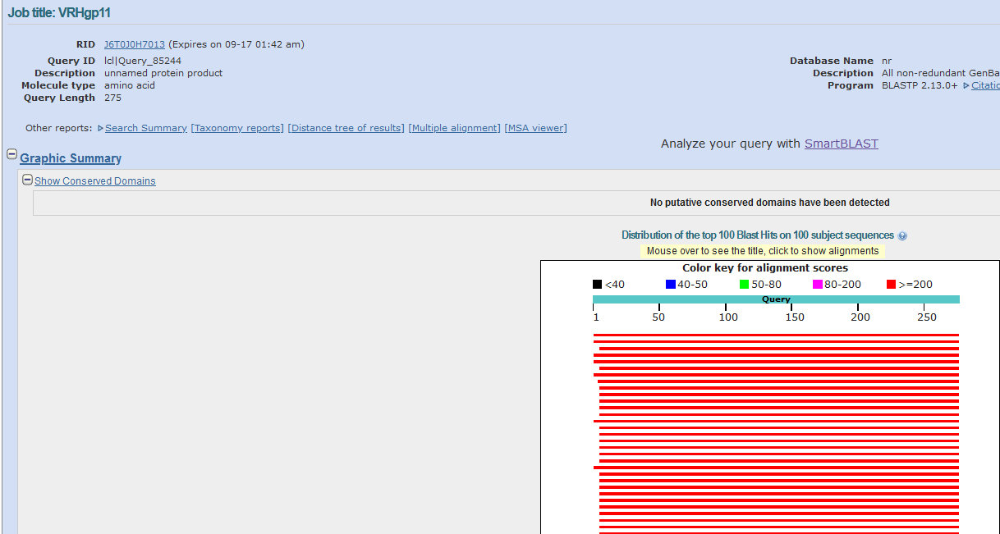 Job title: VRHgp11
RID J6T0J0H7013 (Expires on 09-17 01:42 am)
Query ID lcl|Query_85244
Description unnamed protein product
Molecule type amino acid
Query Length 275
Database Name nr
Description All non-redundant GenBa
Program BLASTP 2.13.0+ Citatio
Other reports: Search Summary [Taxonomy reports] [Distance tree of results] [Multiple alignment] [MSA viewer]
Analyze your query with SmartBLAST
Graphic Summary
Show Conserved Domains
No putative conserved domains have been detected
Distribution of the top 100 Blast Hits on 100 subject sequences ?
Mouse over to see the title, click to show alignments
Color key for alignment scores
<40 40-50 50-80 80-200 >=200
Query
1 50 100 150 200 250